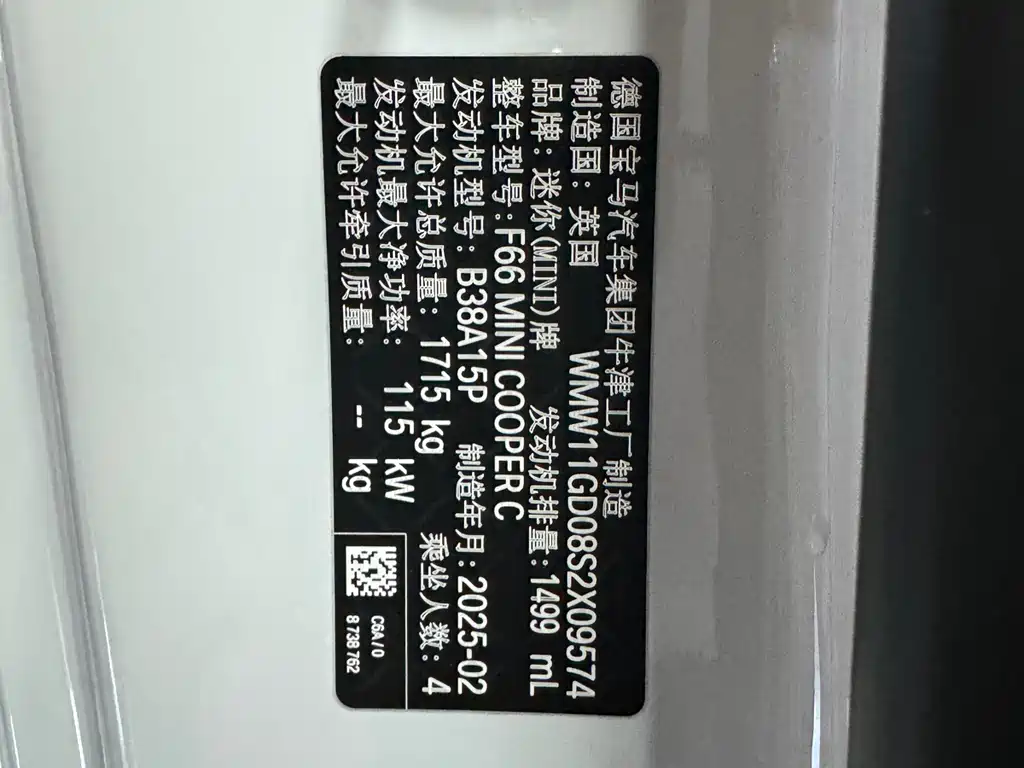 德国宝马汽车集团牛津工厂制造
制造国：英国 WMW11GD08S2X09574
品牌：迷你(MINI)牌 发动机排量：1499 mL
整车型号：F66 MINI COOPER C
发动机型号：B38A15P 制造年月：2025-02
最大允许总质量：1715 kg 乘坐人数：4
发动机最大净功率：115 kW
最大允许牵引质量：-- kg
C6A/0
8 738 762